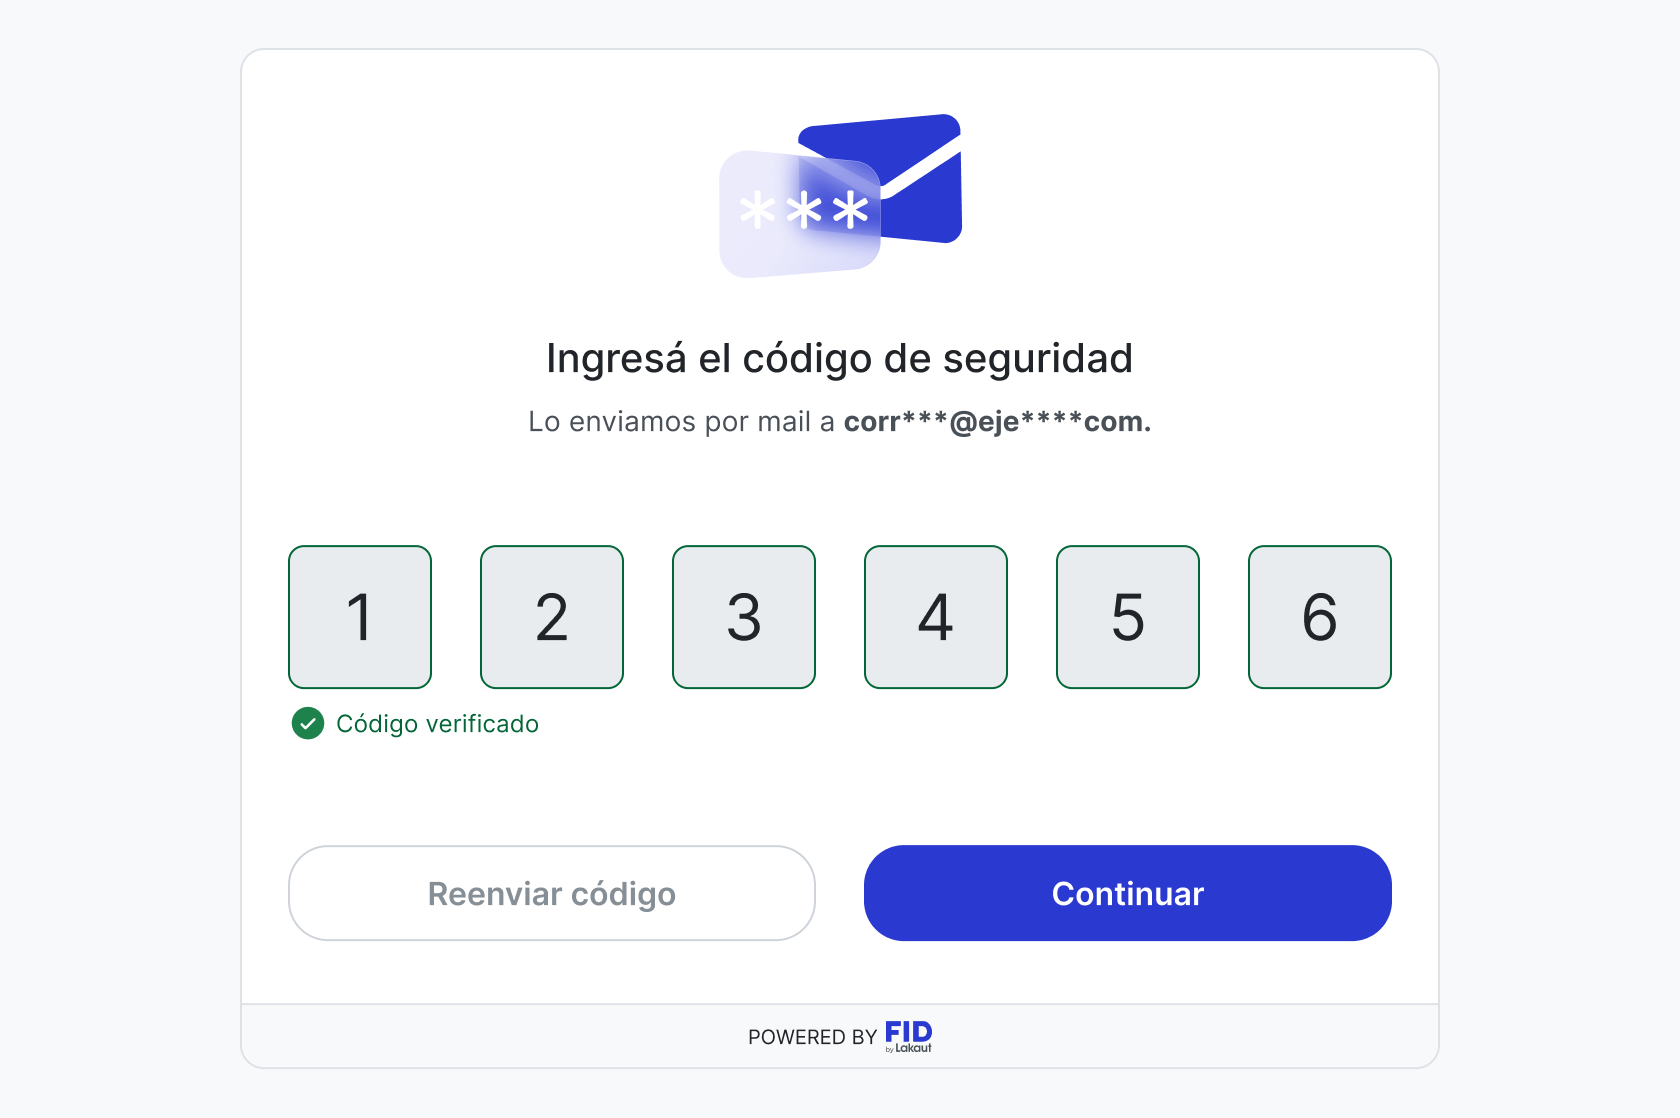 ***
Ingresá el código de seguridad
Lo enviamos por mail a corr***@eje****com.
1 2 3 4 5 6
Código verificado
Reenviar código
Continuar
POWERED BY FID
by Lakaut